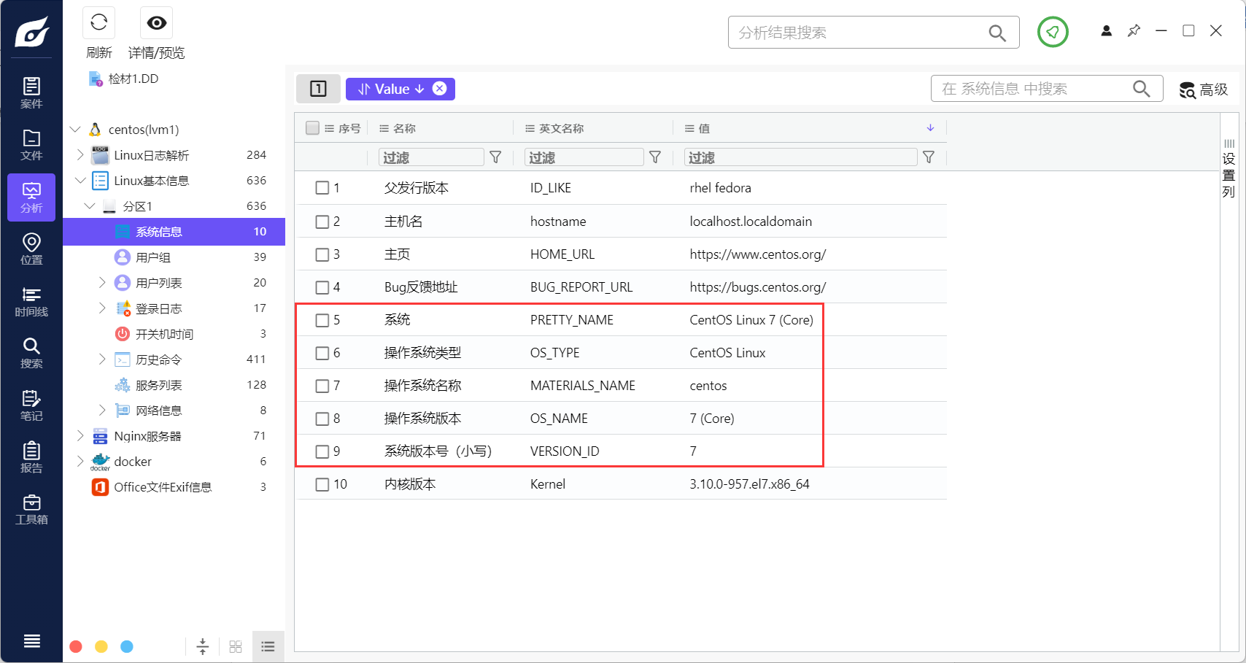 刷新
详情/预览
分析结果搜索
案件
文件
分析
位置
时间线
搜索
笔记
报告
工具箱
检材1.DD
centos(lvm1)
Linux日志解析 284
Linux基本信息 636
分区1 636
系统信息 10
用户组 39
用户列表 20
登录日志 17
开关机时间 3
历史命令 411
服务列表 128
网络信息 8
Nginx服务器 71
docker 6
Office文件Exif信息 3
1 Value
在 系统信息 中搜索
高级
序号 名称 英文名称 值
过滤 过滤 过滤
1 父发行版本 ID_LIKE rhel fedora
2 主机名 hostname localhost.localdomain
3 主页 HOME_URL https://www.centos.org/
4 Bug反馈地址 BUG_REPORT_URL https://bugs.centos.org/
5 系统 PRETTY_NAME CentOS Linux 7 (Core)
6 操作系统类型 OS_TYPE CentOS Linux
7 操作系统名称 MATERIALS_NAME centos
8 操作系统版本 OS_NAME 7 (Core)
9 系统版本号（小写） VERSION_ID 7
10 内核版本 Kernel 3.10.0-957.el7.x86_64
设置列